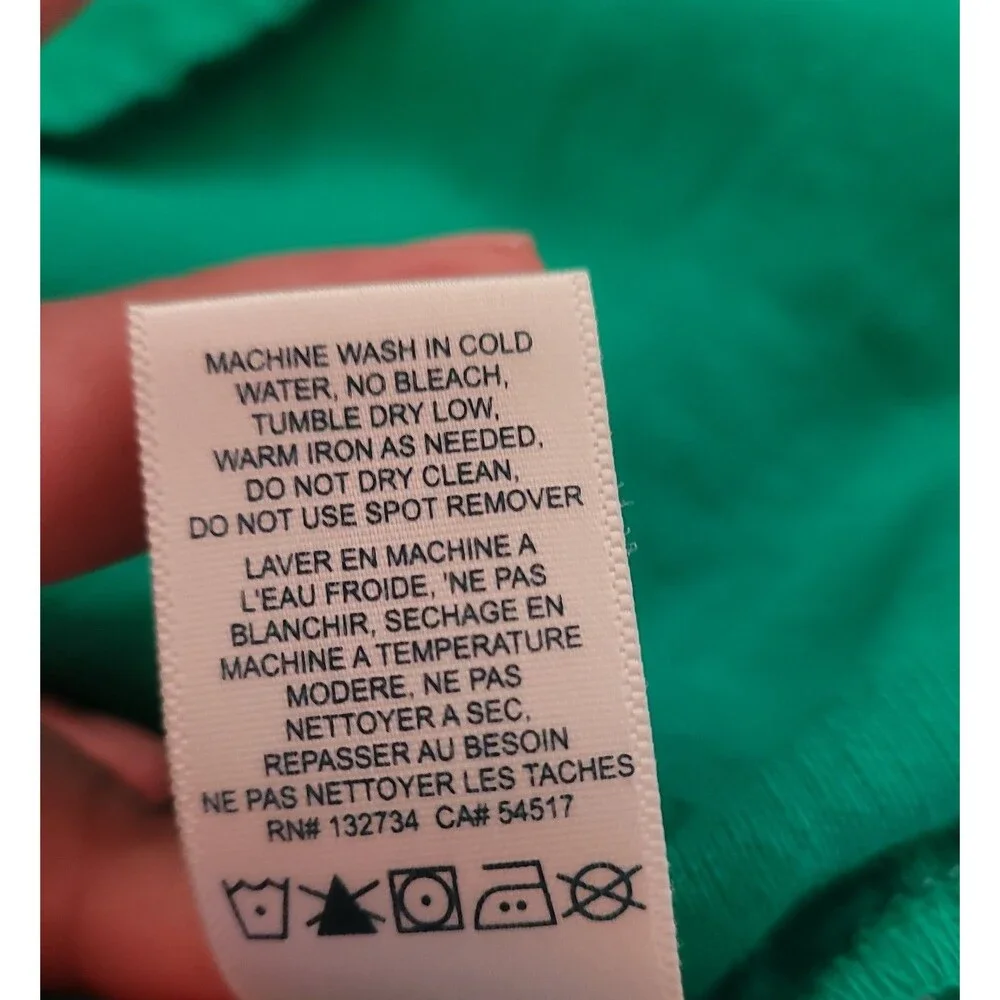 MACHINE WASH IN COLD
WATER, NO BLEACH,
TUMBLE DRY LOW,
WARM IRON AS NEEDED,
DO NOT DRY CLEAN,
DO NOT USE SPOT REMOVER
LAVER EN MACHINE A
L'EAU FROIDE, 'NE PAS
BLANCHIR, SECHAGE EN
MACHINE A TEMPERATURE
MODERE, NE PAS
NETTOYER A SEC,
REPASSER AU BESOIN
NE PAS NETTOYER LES TACHES
RN# 132734 CA# 54517